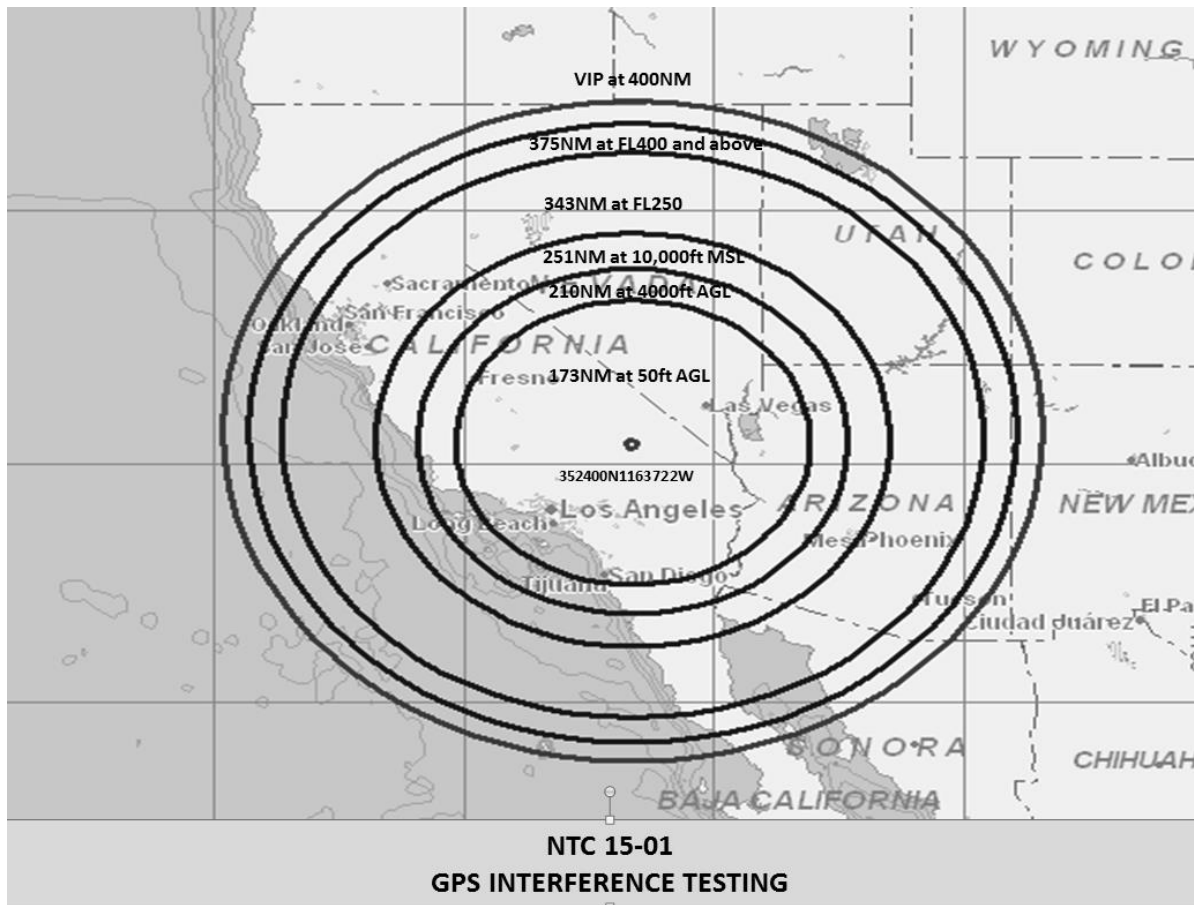 WYOMING
VIP at 400NM
375NM at FL400 and above
343NM at FL250
UTAH
251NM at 10,000ft MSL
COLO
Sacramento
NEVADA
210NM at 4000ft AGL
San Francisco
Oakland
San Jose
CALIFORNIA
173NM at 50ft AGL
Fresno
Las Vegas
Albuq
352400N1163722W
ARIZONA
NEW MEX
Los Angeles
Long Beach
Mesa
Phoenix
San Diego
Tijuana
Tucson
El Pa
Ciudad Juárez
SONORA
CHIHUAH
BAJA CALIFORNIA
NTC 15-01
GPS INTERFERENCE TESTING